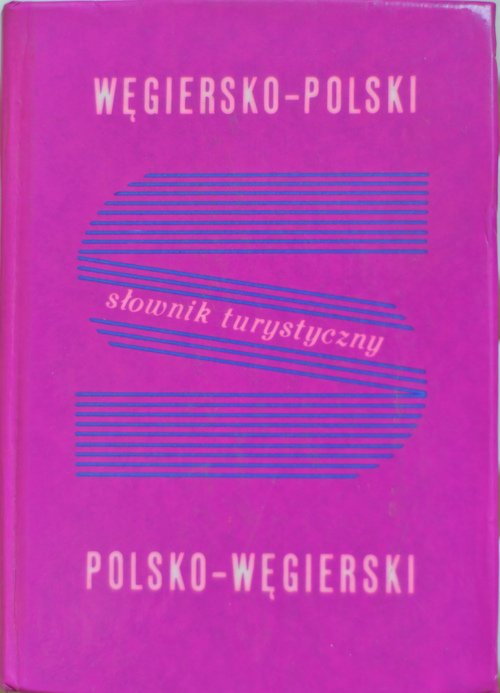 WĘGIERSKO-POLSKI
słownik turystyczny
POLSKO-WĘGIERSKI